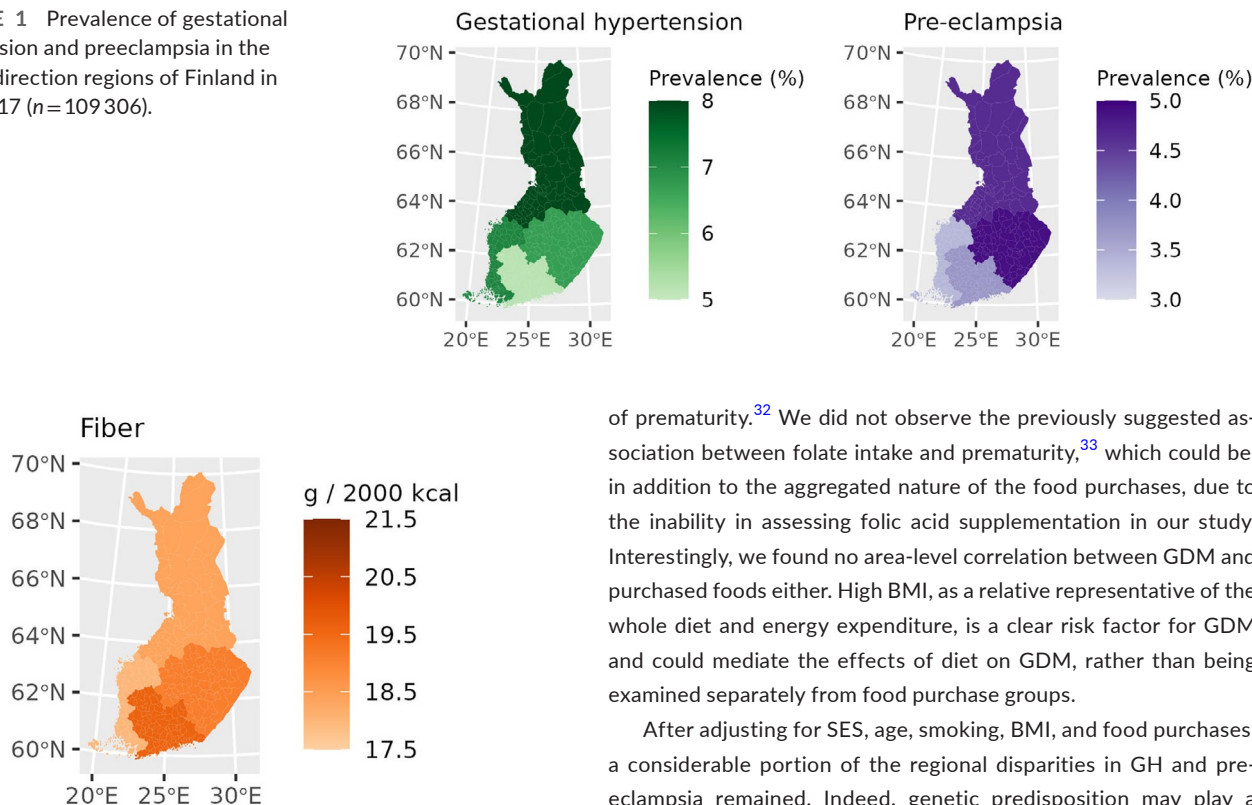 E 1 Prevalence of gestational
sion and preeclampsia in the
direction regions of Finland in
17 (n=109 306).
Gestational hypertension
70°N
68°N
66°N
64°N
62°N
60°N
20°E 25°E 30°E
Prevalence (%)
8
7
6
5
Pre-eclampsia
70°N
68°N
66°N
64°N
62°N
60°N
20°E 25°E 30°E
Prevalence (%)
5.0
4.5
4.0
3.5
3.0
Fiber
70°N
68°N
66°N
64°N
62°N
60°N
20°E 25°E 30°E
g / 2000 kcal
21.5
20.5
19.5
18.5
17.5
of prematurity.32 We did not observe the previously suggested as-
sociation between folate intake and prematurity,33 which could be
in addition to the aggregated nature of the food purchases, due to
the inability in assessing folic acid supplementation in our study
Interestingly, we found no area-level correlation between GDM and
purchased foods either. High BMI, as a relative representative of the
whole diet and energy expenditure, is a clear risk factor for GDM
and could mediate the effects of diet on GDM, rather than being
examined separately from food purchase groups.
After adjusting for SES, age, smoking, BMI, and food purchases
a considerable portion of the regional disparities in GH and pre-
eclampsia remained. Indeed, genetic predisposition may play a